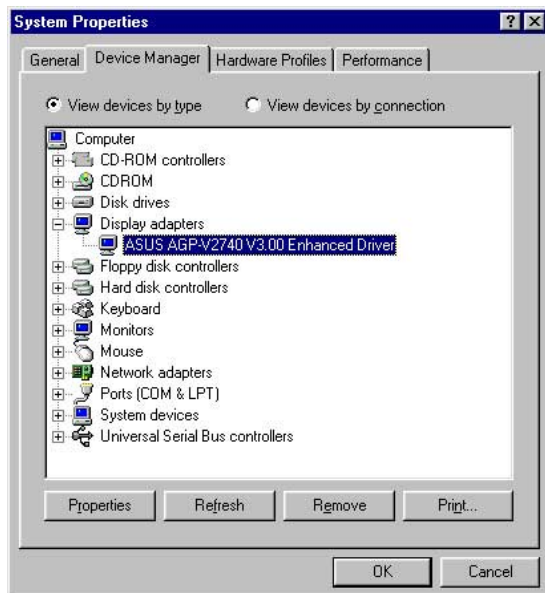 System Properties
General Device Manager Hardware Profiles Performance
View devices by type View devices by connection
Computer
CD-ROM controllers
CDROM
Disk drives
Display adapters
ASUS AGP-V2740 V3.00 Enhanced Driver
Floppy disk controllers
Hard disk controllers
Keyboard
Monitors
Mouse
Network adapters
Ports (COM & LPT)
System devices
Universal Serial Bus controllers
Properties Refresh Remove Print...
OK Cancel